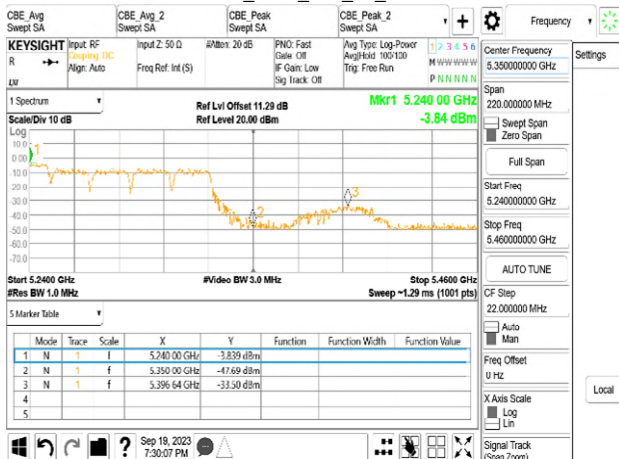 CBE_Avg
Swept SA
CBE_Avg_2
Swept SA
CBE_Peak
Swept SA
CBE_Peak_2
Swept SA
+
Frequency
KEYSIGHT
R
LV
Input: RF
Coupling: DC
Align: Auto
Input Z: 50 Ω
Freq Ref: Int (S)
#Atten: 20 dB
PNO: Fast
Gate: Off
IF Gain: Low
Sig Track: Off
Avg Type: Log-Power
Avg|Hold: 100/100
Trig: Free Run
1 2 3 4 5 6
M W W W W W
P N N N N N
1 Spectrum
Scale/Div 10 dB
Ref Lvl Offset 11.29 dB
Ref Level 20.00 dBm
Mkr1 5.240 00 GHz
-3.84 dBm
Log
10.0
0.00
-10.0
-20.0
-30.0
-40.0
-50.0
-60.0
-70.0
1
2
3
Start 5.2400 GHz
#Res BW 1.0 MHz
#Video BW 3.0 MHz
Stop 5.4600 GHz
Sweep ~1.29 ms (1001 pts)
5 Marker Table
Mode Trace Scale X Y Function Function Width Function Value
1 N 1 f 5.240 00 GHz -3.839 dBm
2 N 1 f 5.350 00 GHz -47.69 dBm
3 N 1 f 5.396 64 GHz -33.50 dBm
4
5
Sep 19, 2023
7:30:07 PM
?
Center Frequency
5.350000000 GHz
Span
220.000000 MHz
Swept Span
Zero Span
Full Span
Start Freq
5.240000000 GHz
Stop Freq
5.460000000 GHz
AUTO TUNE
CF Step
22.000000 MHz
Auto
Man
Freq Offset
0 Hz
X Axis Scale
Log
Lin
Signal Track
(Span Zoom)
Settings
Local